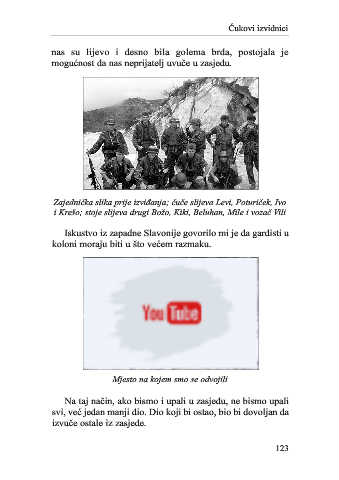 Čukovi izvidnici
nas su lijevo i desno bila golema brda, postojala je
mogućnost da nas neprijatelj uvuče u zasjedu.
Zajednička slika prije izviđanja; čuče slijeva Levi, Poturiček, Ivo
i Krešo; stoje slijeva drugi Božo, Kiki, Beluhan, Mile i vozač Vili
Iskustvo iz zapadne Slavonije govorilo mi je da gardisti u
koloni moraju biti u što većem razmaku.
You Tube
Mjesto na kojem smo se odvojili
Na taj način, ako bismo i upali u zasjedu, ne bismo upali
svi, već jedan manji dio. Dio koji bi ostao, bio bi dovoljan da
izvuče ostale iz zasjede.
123